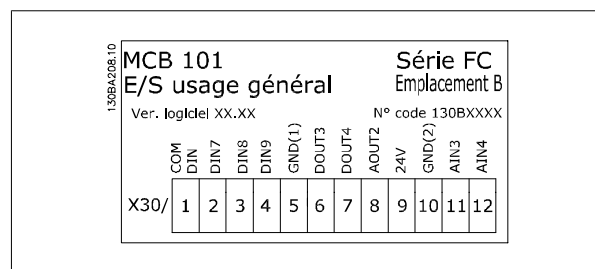 130BA208.10
MCB 101
Série FC
E/S usage général
Emplacement B
Ver. logiciel XX.XX
N° code 130BXXXX
COM DIN
DIN7
DIN8
DIN9
GND(1)
DOUT3
DOUT4
AOUT2
24V
GND(2)
AIN3
AIN4
X30/ 1 2 3 4 5 6 7 8 9 10 11 12